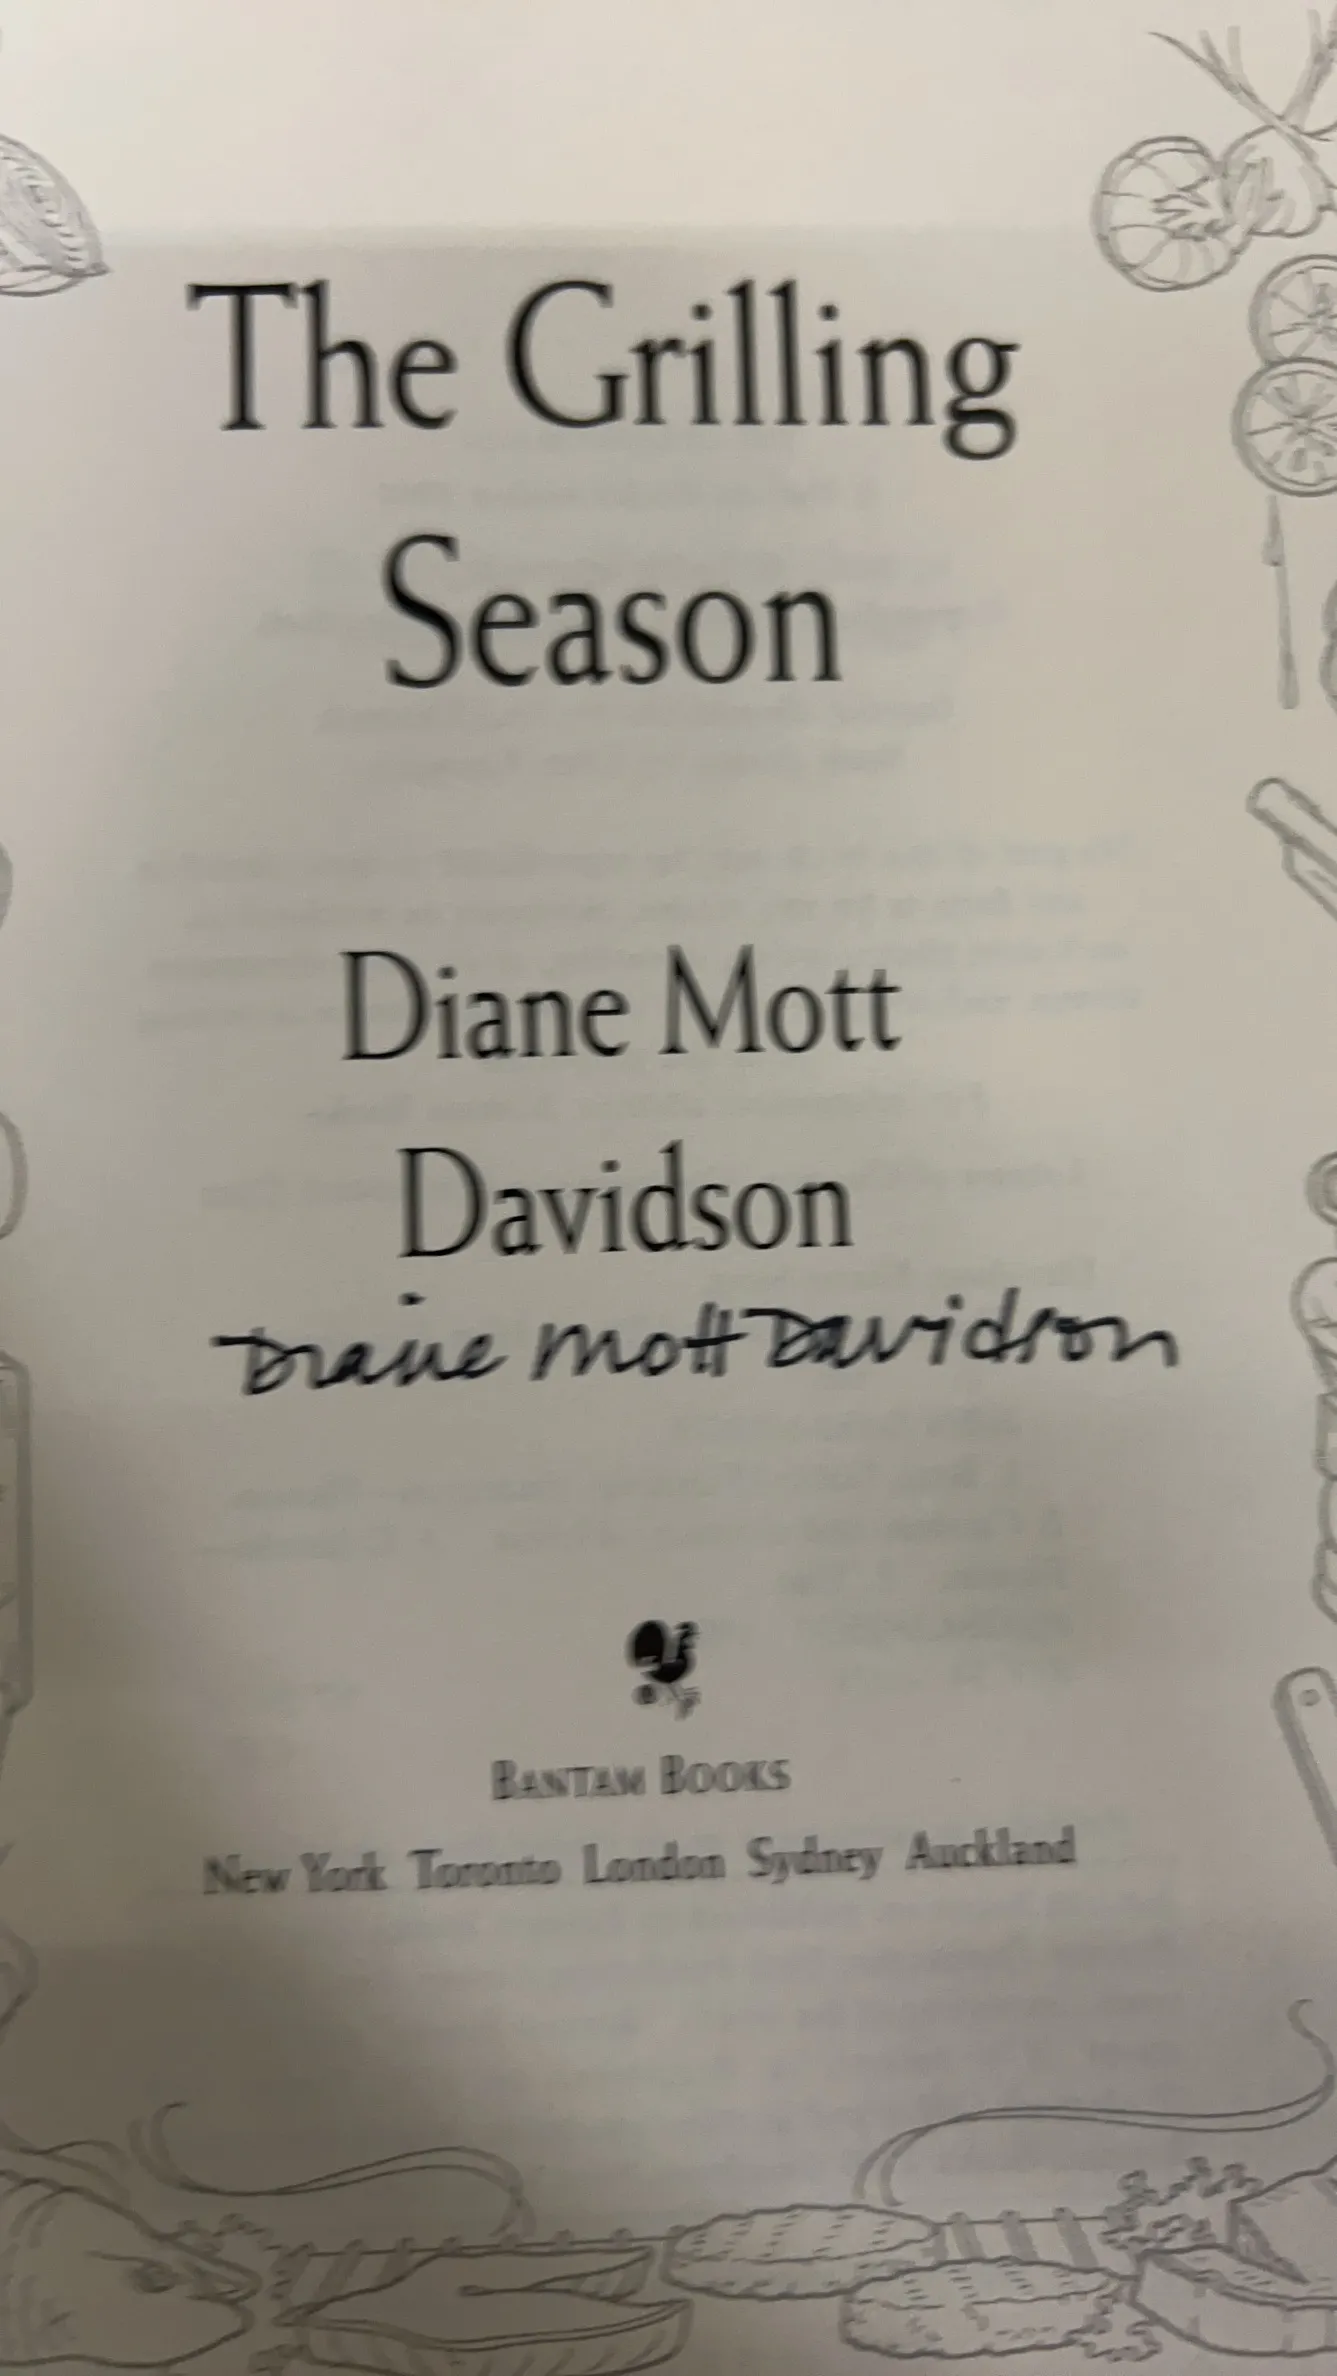 The Grilling
Season
Diane Mott
Davidson
Diane Mott Davidson
BANTAM BOOKS
New York Toronto London Sydney Auckland